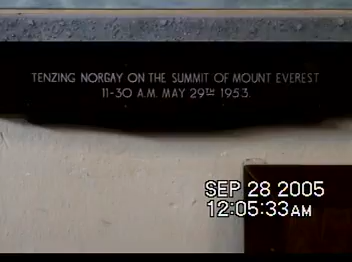 TENZING NORGAY ON THE SUMMIT OF MOUNT EVEREST
11-30 A.M. MAY 29TH 1953.
SEP 28 2005
12:05:33AM